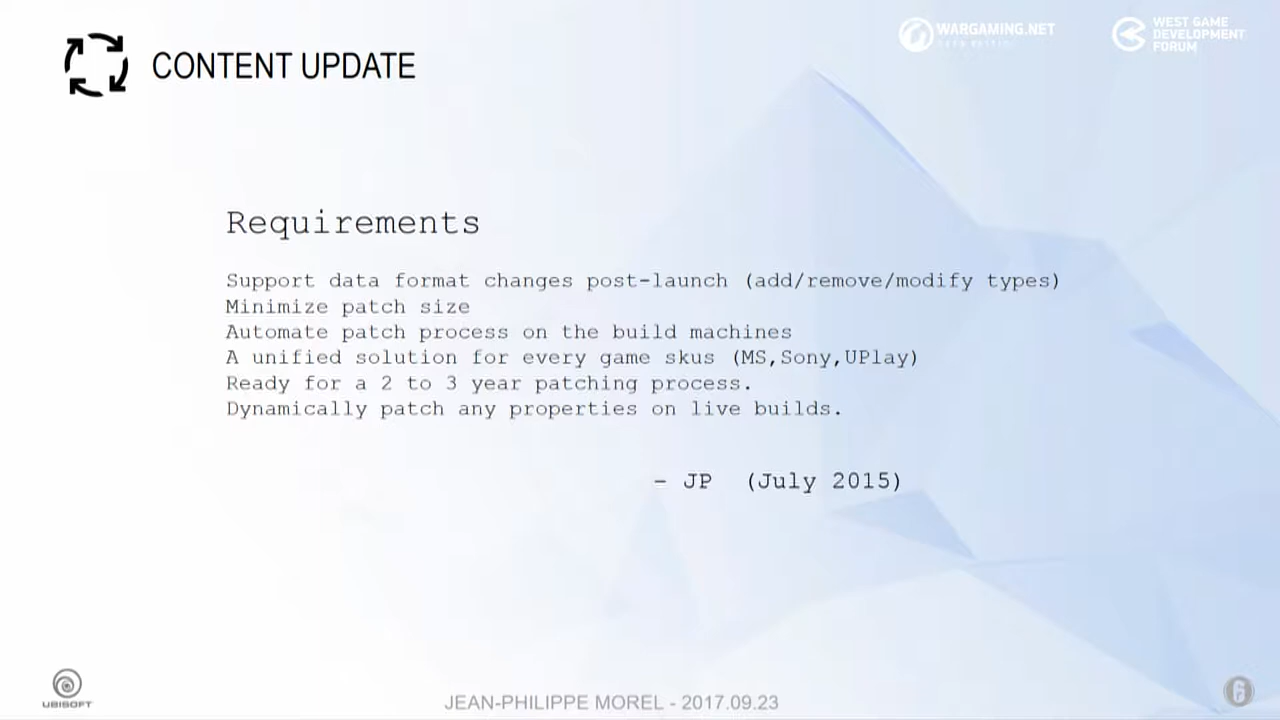 CONTENT UPDATE
WARGAMING.NET
WEST GAME
DEVELOPMENT
FORUM
Requirements
Support data format changes post-launch (add/remove/modify types)
Minimize patch size
Automate patch process on the build machines
A unified solution for every game skus (MS,Sony,UPlay)
Ready for a 2 to 3 year patching process.
Dynamically patch any properties on live builds.
- JP (July 2015)
UBISOFT
JEAN-PHILIPPE MOREL - 2017.09.23
6